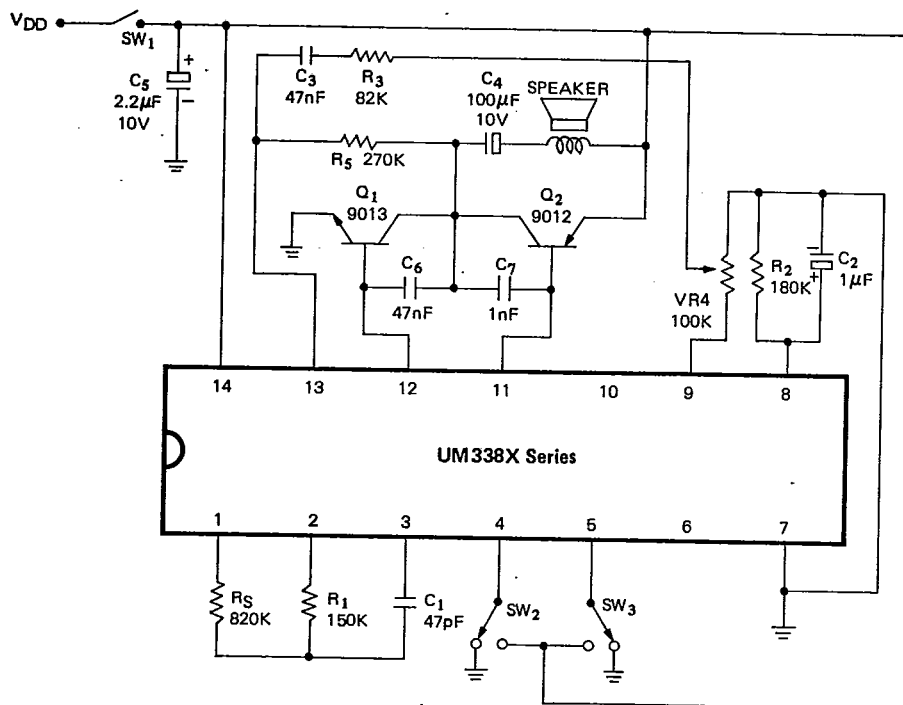 VDD
SW1
C5
2.2μF
10V
+
−
C3
47nF
R3
82K
C4
100μF
10V
SPEAKER
R5 270K
Q1
9013
Q2
9012
C6
47nF
C7
1nF
VR4
100K
R2
180K
−
+
C2
1μF
14 13 12 11 10 9 8
UM338X Series
1 2 3 4 5 6 7
RS
820K
R1
150K
C1
47pF
SW2
SW3